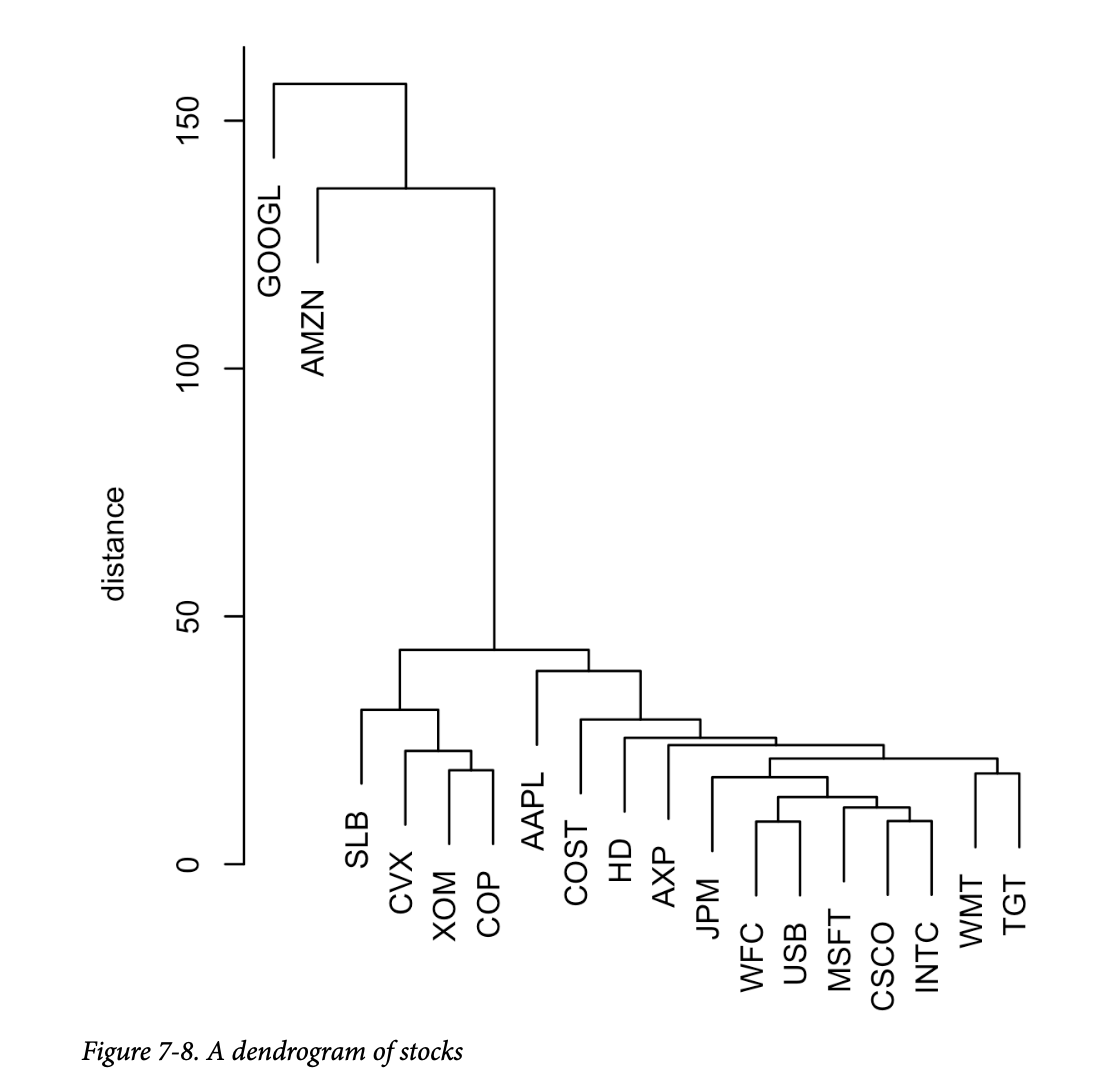 distance
150
100
50
0
GOOGL
AMZN
SLB
CVX
XOM
COP
AAPL
COST
HD
AXP
JPM
WFC
USB
MSFT
CSCO
INTC
WMT
TGT
Figure 7-8. A dendrogram of stocks